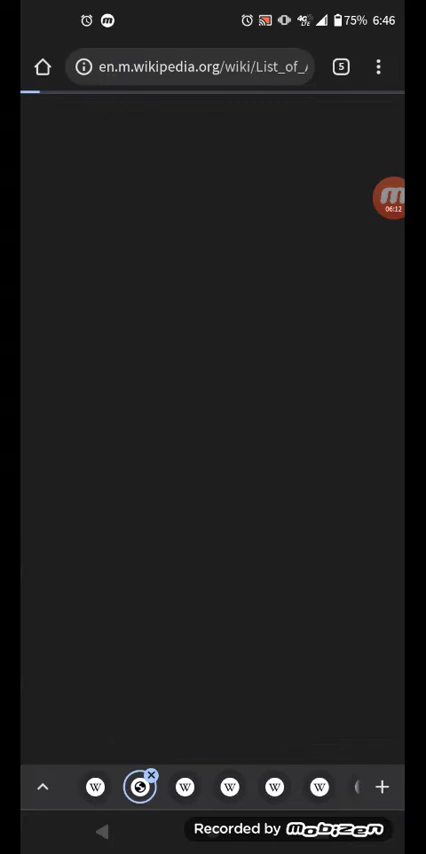 75% 6:46
en.m.wikipedia.org/wiki/List_of_
5
m
06:12
W W W W W
Recorded by mobizen